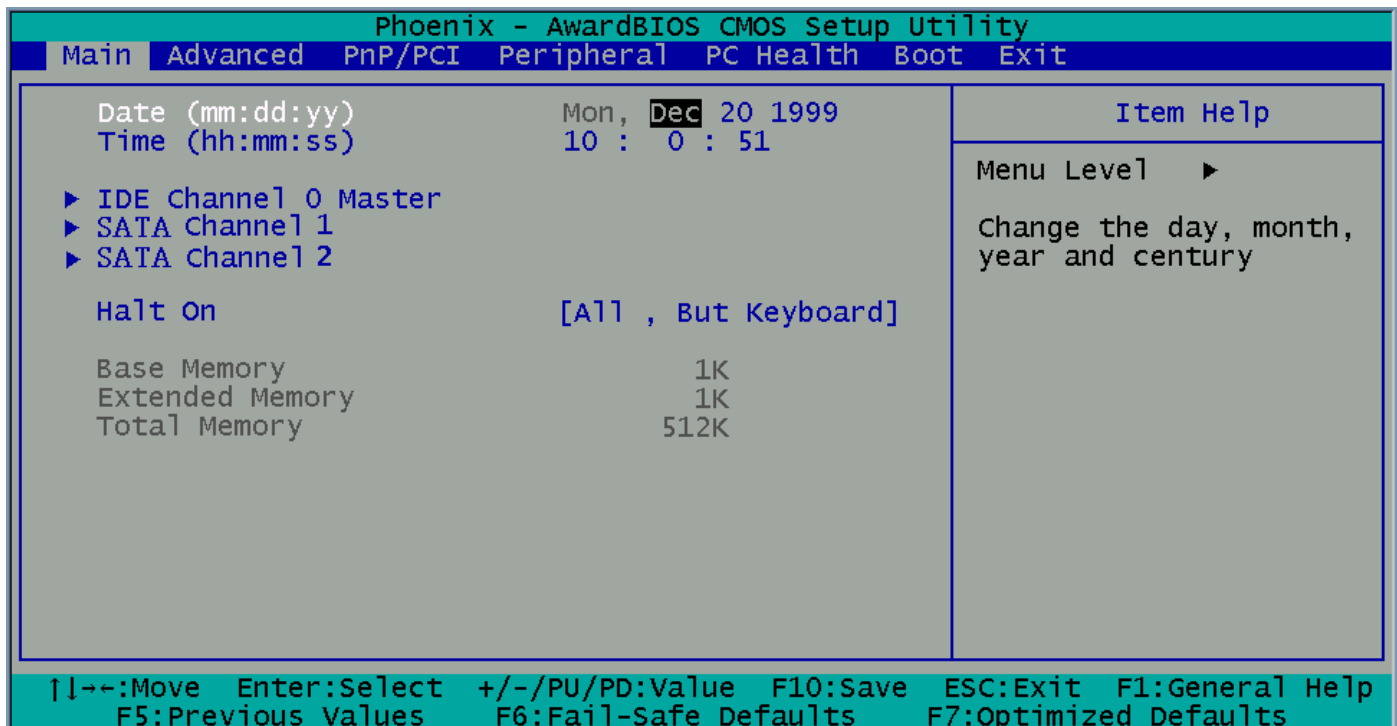 Phoenix - AwardBIOS CMOS Setup Utility
Main Advanced PnP/PCI Peripheral PC Health Boot Exit
Date (mm:dd:yy) Mon, Dec 20 1999
Time (hh:mm:ss) 10 : 0 : 51
▶ IDE Channel 0 Master
▶ SATA Channel 1
▶ SATA Channel 2
Halt On [All , But Keyboard]
Base Memory 1K
Extended Memory 1K
Total Memory 512K
Item Help
Menu Level ▶
Change the day, month,
year and century
↑↓→←:Move Enter:Select +/-/PU/PD:Value F10:Save ESC:Exit F1:General Help
F5:Previous Values F6:Fail-Safe Defaults F7:Optimized Defaults